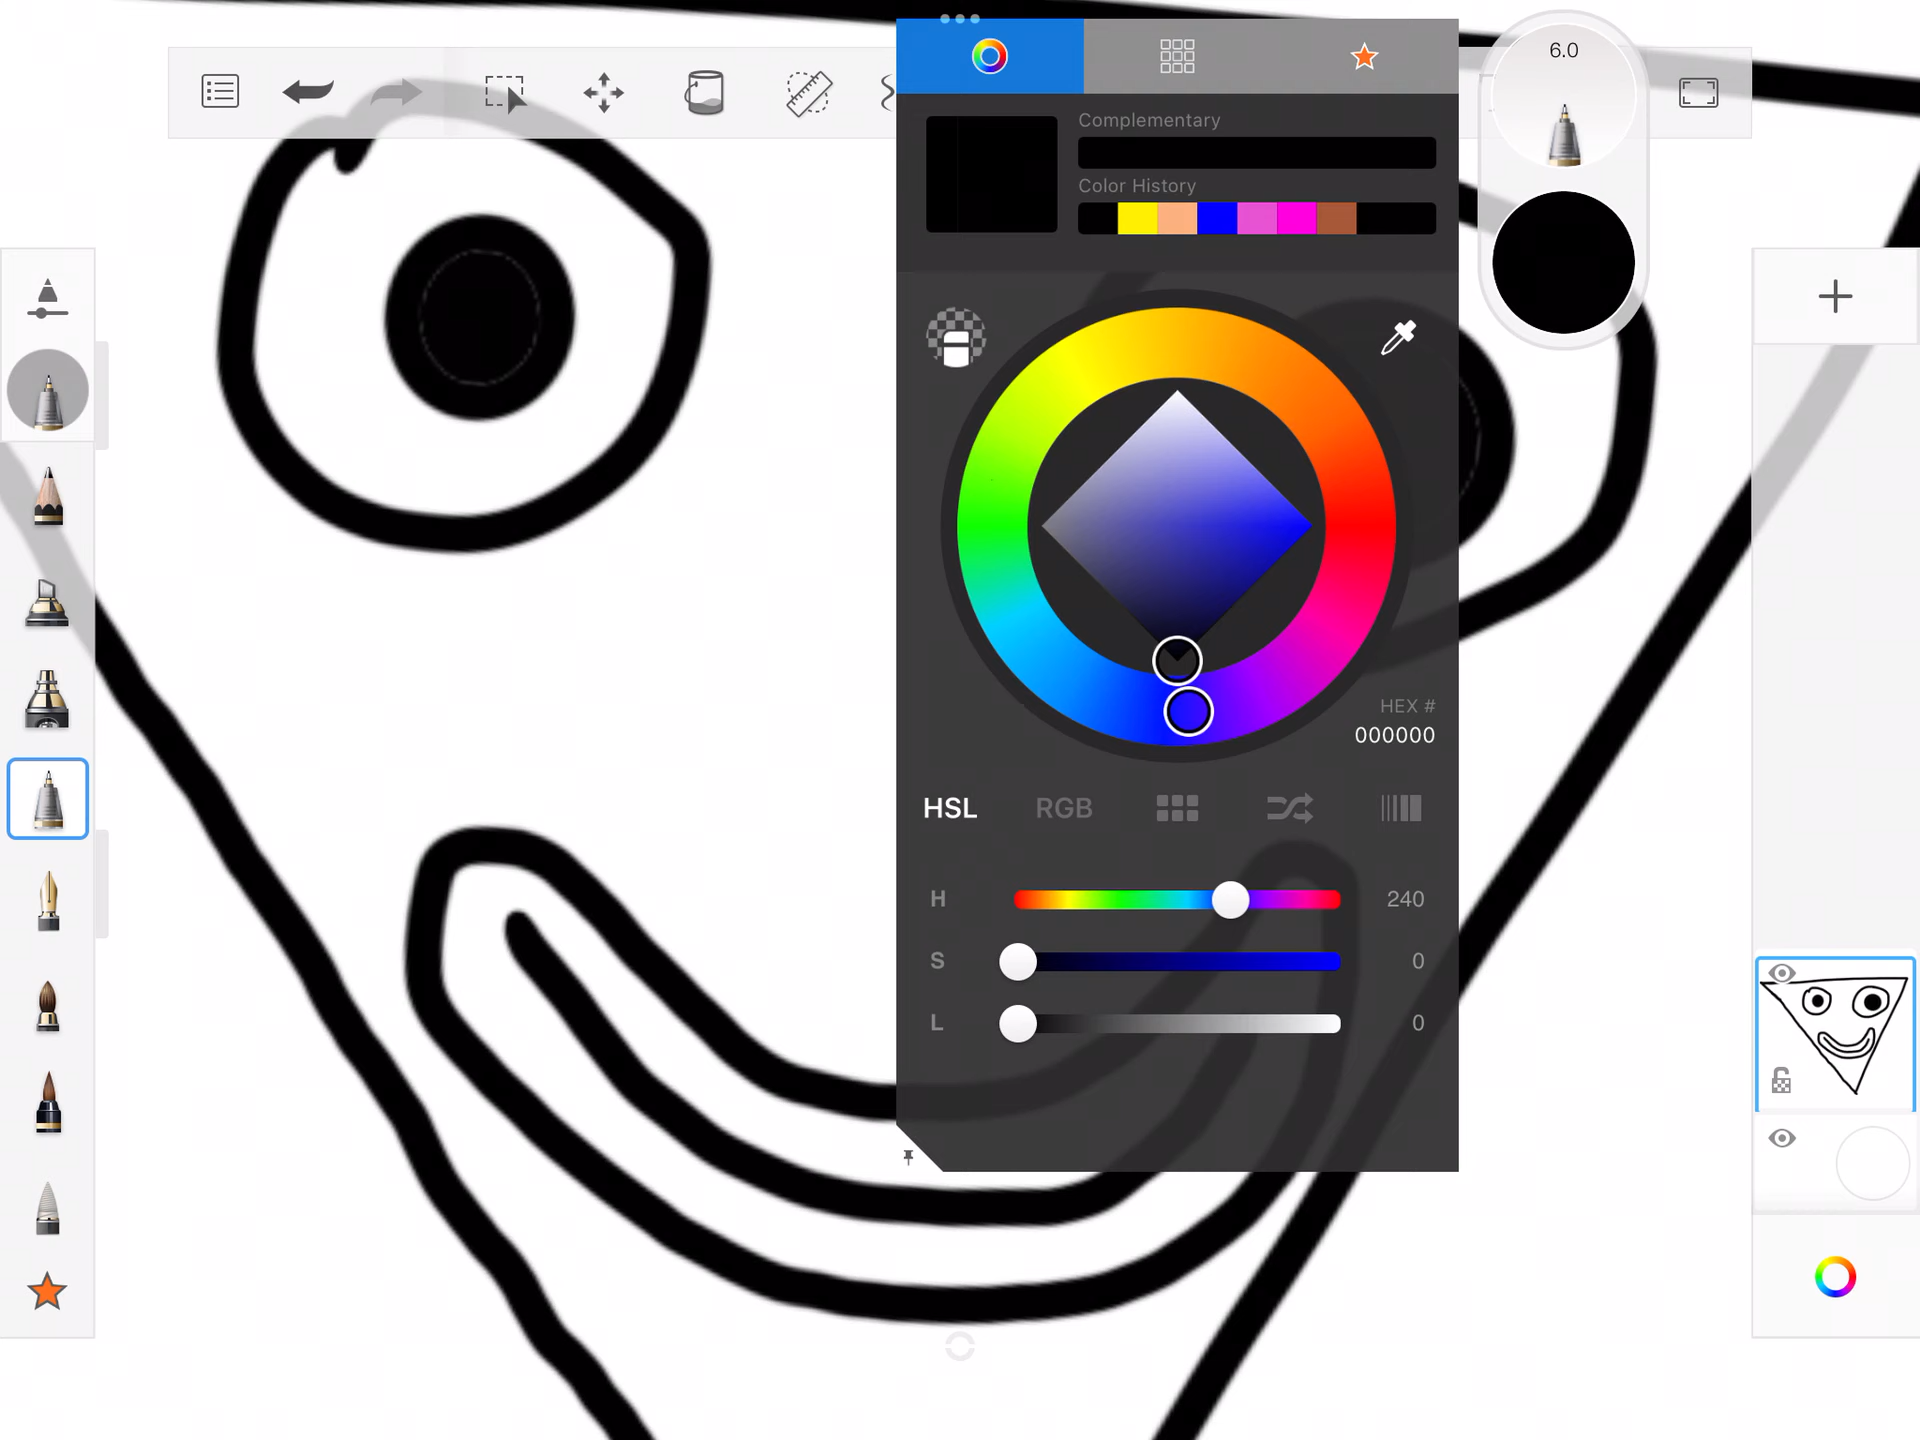 6.0
Complementary
Color History
HEX #
000000
HSL RGB
H 240
S 0
L 0